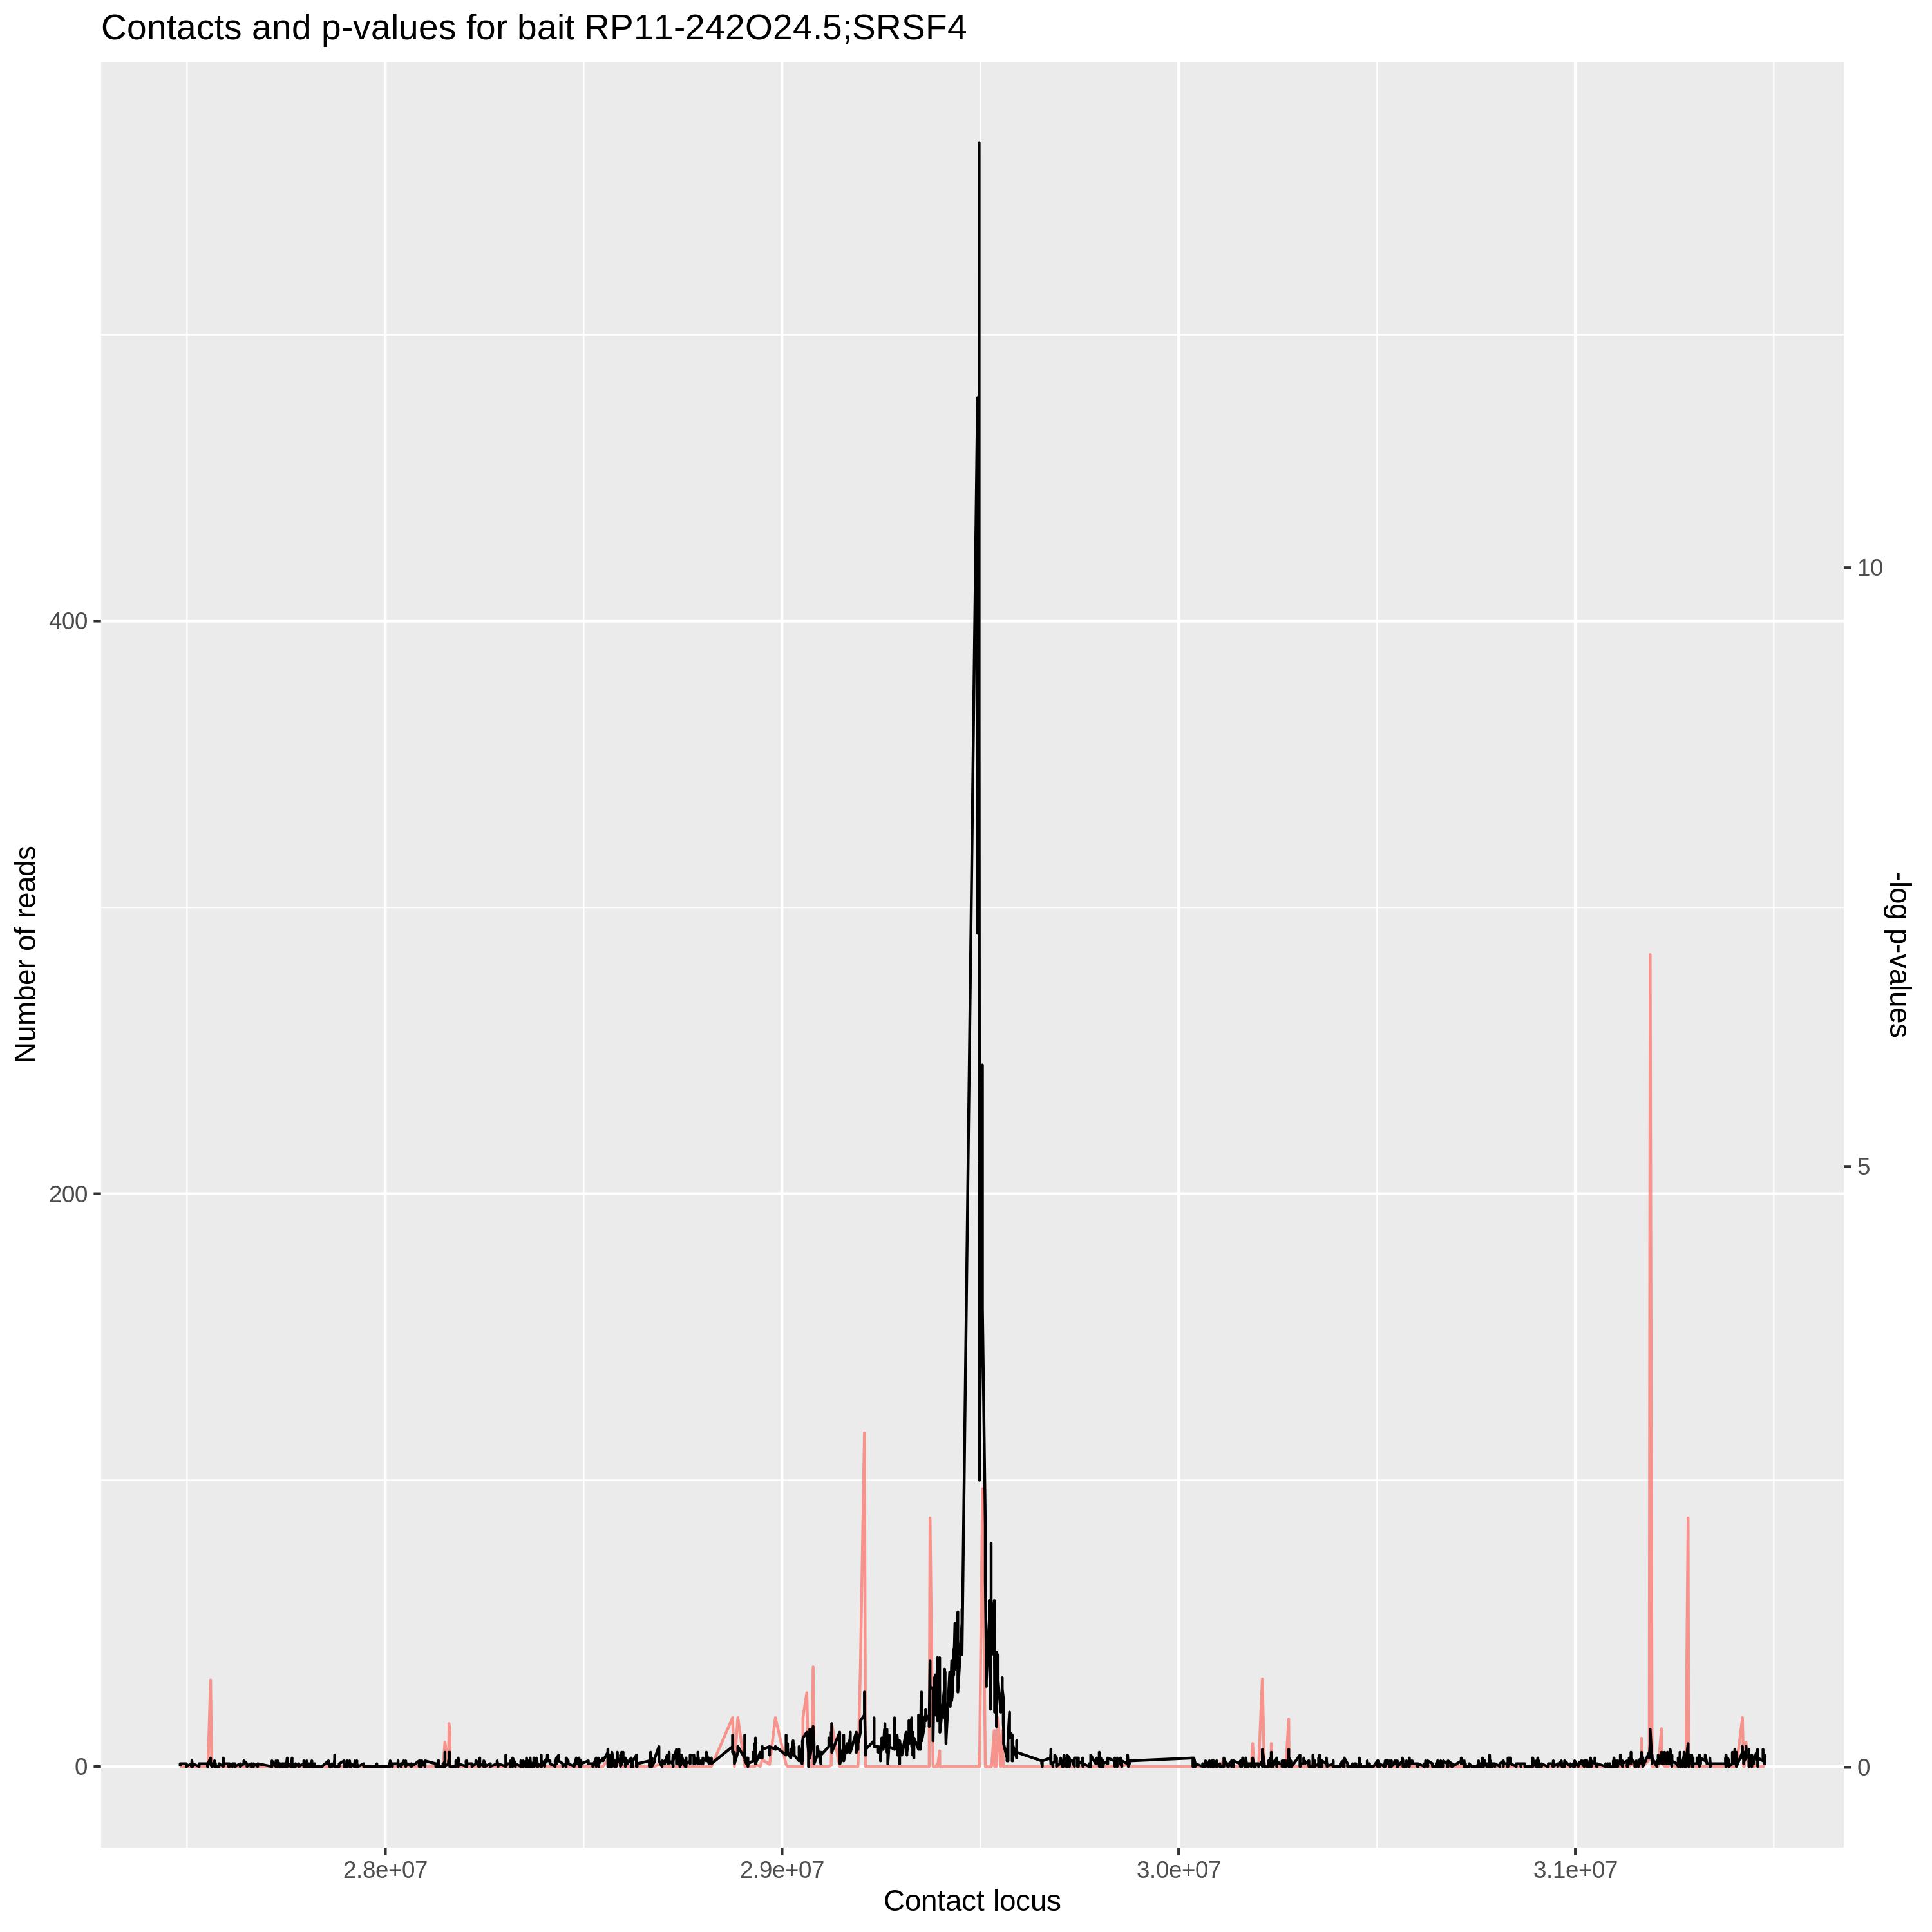 Contacts and p-values for bait RP11-242O24.5;SRSF4
Number of reads
400
200
0
10
5
0
-log p-values
2.8e+07
2.9e+07
3.0e+07
3.1e+07
Contact locus